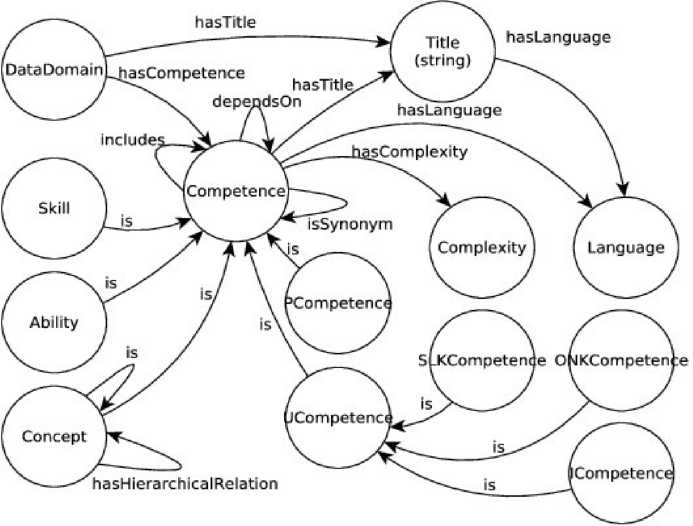 hasTitle
Title
(string)
hasLanguage
DataDomain
hasCompetence
hasTitle
dependsOn
hasLanguage
includes
hasComplexity
Competence
Skill
is
isSynonym
Complexity
Language
is
is
is
PCompetence
Ability
is
is
SLKCompetence
ONKCompetence
is
UCompetence
Concept
is
hasHierarchicalRelation
is
ICompetence